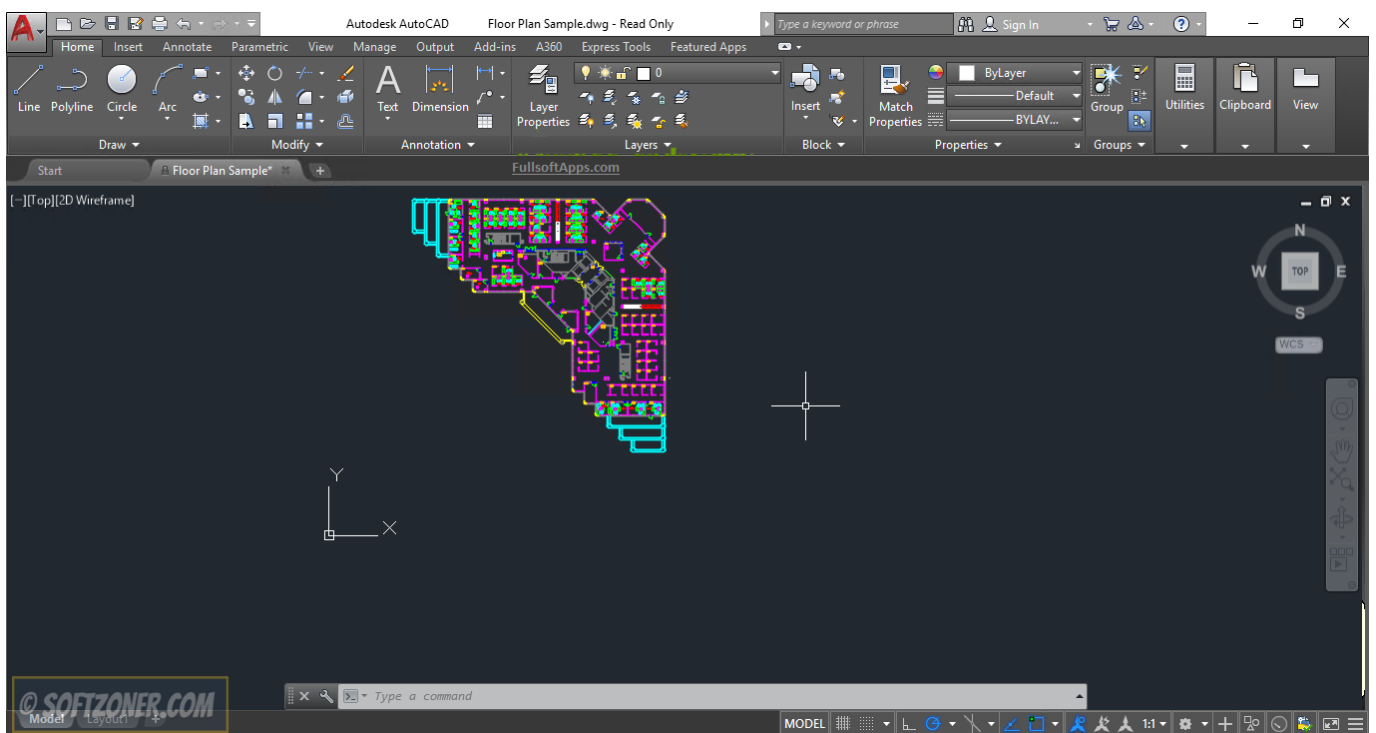 Autodesk AutoCAD Floor Plan Sample.dwg - Read Only Type a keyword or phrase Sign In
Home Insert Annotate Parametric View Manage Output Add-ins A360 Express Tools Featured Apps
0
ByLayer
Line Polyline Circle Arc
Text Dimension
Layer Properties
Insert
Match Properties
Default
BYLAY...
Group
Utilities Clipboard View
Draw Modify Annotation Layers Block Properties Groups
Start Floor Plan Sample* FullsoftApps.com
[−][Top][2D Wireframe]
N
W TOP E
S
WCS
Y
X
Type a command
© SOFTZONER.COM
Model Layout1
MODEL 1:1